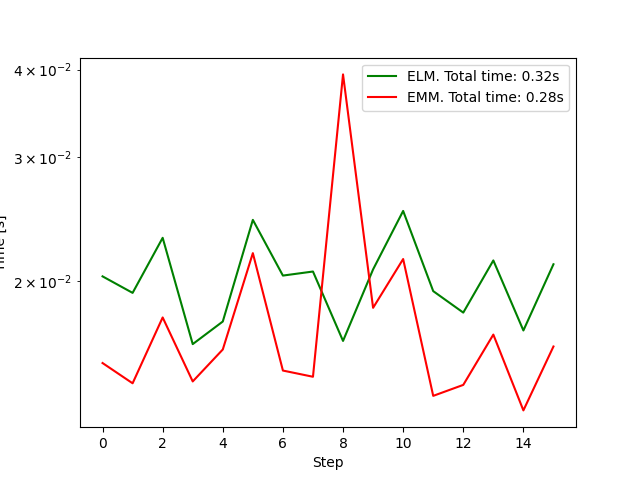 ELM. Total time: 0.32s
EMM. Total time: 0.28s
4 × 10⁻²
3 × 10⁻²
2 × 10⁻²
Time [s]
0 2 4 6 8 10 12 14
Step